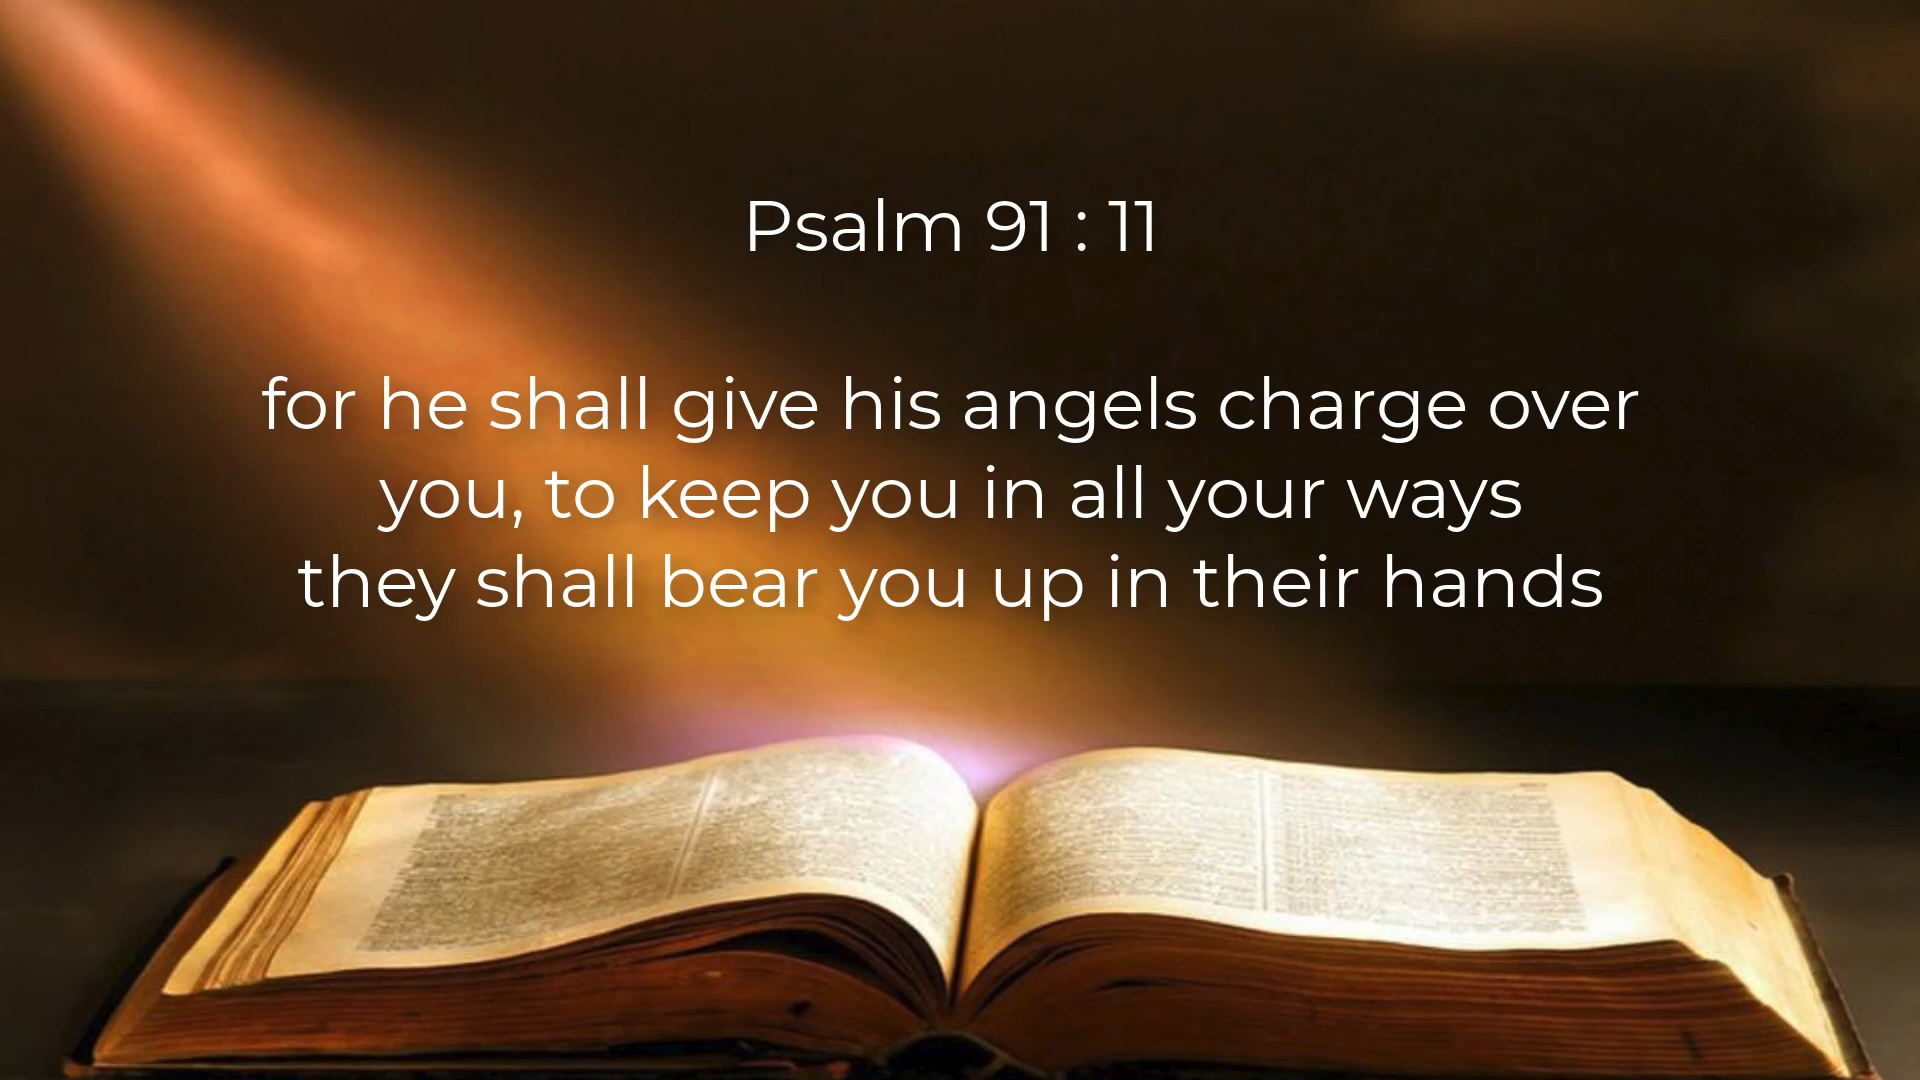 Psalm 91 : 11
for he shall give his angels charge over
you, to keep you in all your ways
they shall bear you up in their hands